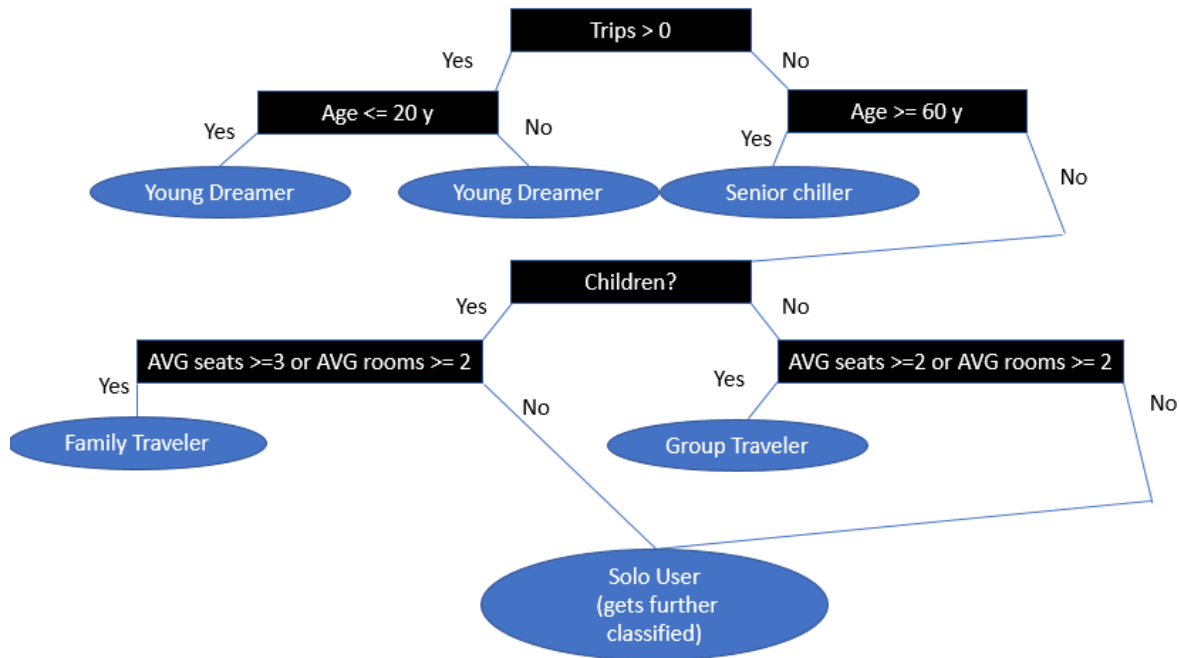 Trips > 0
Yes
No
Age <= 20 y
Age >= 60 y
Yes
No
Yes
No
Young Dreamer
Young Dreamer
Senior chiller
Children?
Yes
No
AVG seats >=3 or AVG rooms >= 2
AVG seats >=2 or AVG rooms >= 2
Yes
No
Yes
No
Family Traveler
Group Traveler
Solo User
(gets further
classified)